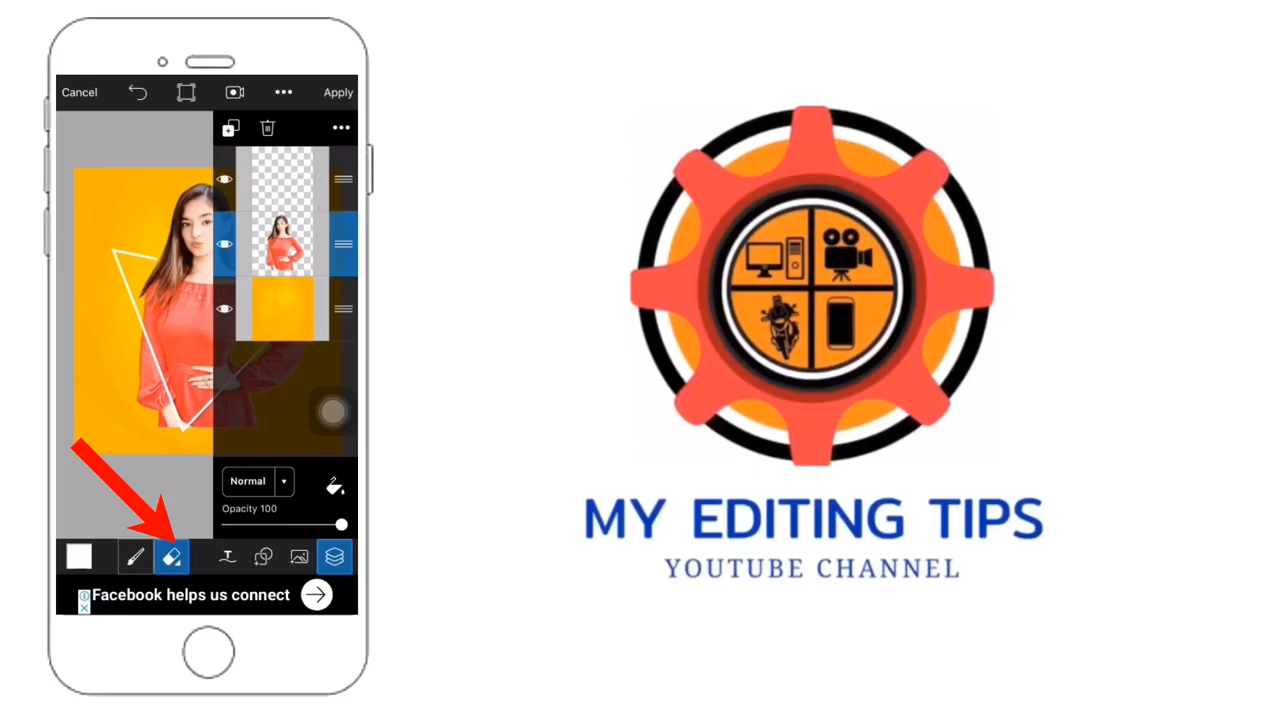 Cancel
Apply
Normal
Opacity 100
T
Facebook helps us connect
MY EDITING TIPS
YOUTUBE CHANNEL